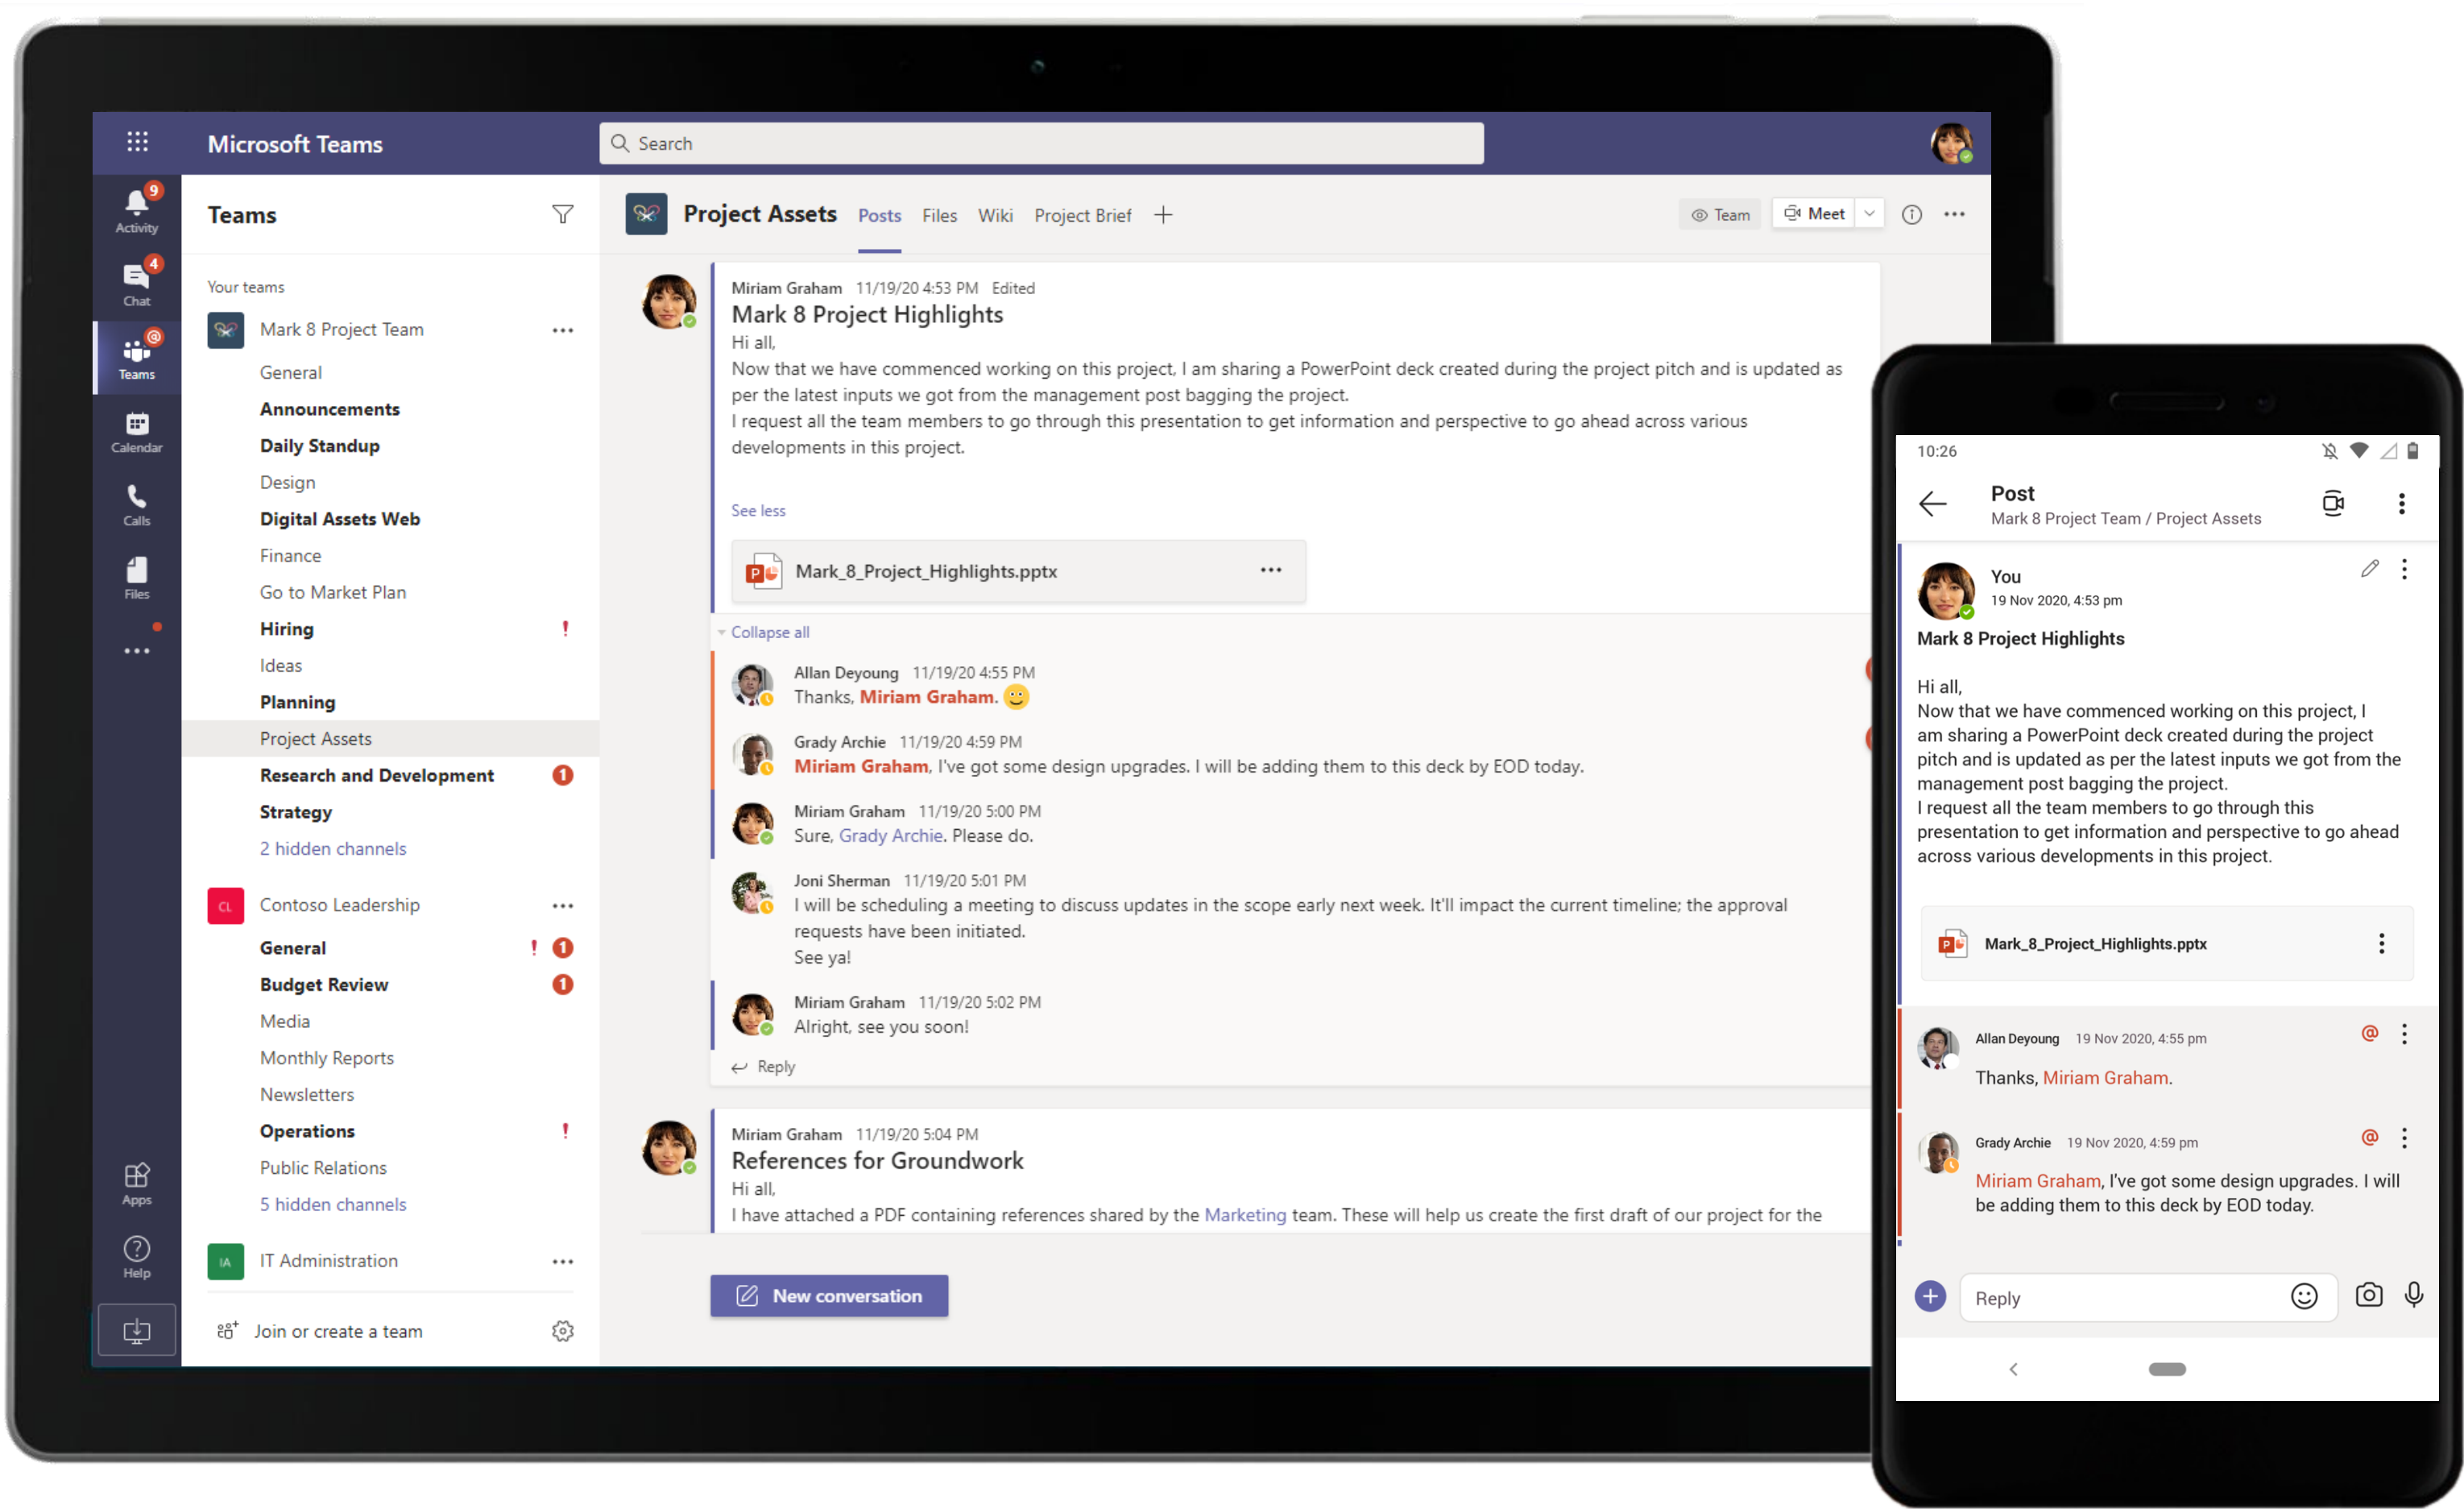 Microsoft Teams
Search
9
Activity
4
Chat
@
Teams
Calendar
Calls
Files
Apps
Help
Teams
Your teams
Mark 8 Project Team
General
Announcements
Daily Standup
Design
Digital Assets Web
Finance
Go to Market Plan
Hiring !
Ideas
Planning
Project Assets
Research and Development 1
Strategy
2 hidden channels
CL Contoso Leadership
General ! 1
Budget Review 1
Media
Monthly Reports
Newsletters
Operations !
Public Relations
5 hidden channels
IA IT Administration
Join or create a team
Project Assets Posts Files Wiki Project Brief +
Team Meet
Miriam Graham 11/19/20 4:53 PM Edited
Mark 8 Project Highlights
Hi all,
Now that we have commenced working on this project, I am sharing a PowerPoint deck created during the project pitch and is updated as
per the latest inputs we got from the management post bagging the project.
I request all the team members to go through this presentation to get information and perspective to go ahead across various
developments in this project.
See less
P Mark_8_Project_Highlights.pptx
Collapse all
Allan Deyoung 11/19/20 4:55 PM
Thanks, Miriam Graham.
Grady Archie 11/19/20 4:59 PM
Miriam Graham, I've got some design upgrades. I will be adding them to this deck by EOD today.
Miriam Graham 11/19/20 5:00 PM
Sure, Grady Archie. Please do.
Joni Sherman 11/19/20 5:01 PM
I will be scheduling a meeting to discuss updates in the scope early next week. It'll impact the current timeline; the approval
requests have been initiated.
See ya!
Miriam Graham 11/19/20 5:02 PM
Alright, see you soon!
Reply
Miriam Graham 11/19/20 5:04 PM
References for Groundwork
Hi all,
I have attached a PDF containing references shared by the Marketing team. These will help us create the first draft of our project for the
New conversation
10:26
Post
Mark 8 Project Team / Project Assets
You
19 Nov 2020, 4:53 pm
Mark 8 Project Highlights
Hi all,
Now that we have commenced working on this project, I
am sharing a PowerPoint deck created during the project
pitch and is updated as per the latest inputs we got from the
management post bagging the project.
I request all the team members to go through this
presentation to get information and perspective to go ahead
across various developments in this project.
P Mark_8_Project_Highlights.pptx
Allan Deyoung 19 Nov 2020, 4:55 pm @
Thanks, Miriam Graham.
Grady Archie 19 Nov 2020, 4:59 pm @
Miriam Graham, I've got some design upgrades. I will
be adding them to this deck by EOD today.
Reply